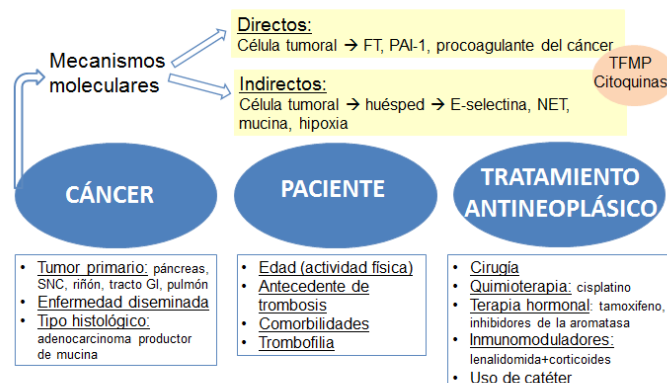 Mecanismos
moleculares
Directos:
Célula tumoral → FT, PAI-1, procoagulante del cáncer
Indirectos:
Célula tumoral → huésped → E-selectina, NET,
mucina, hipoxia
TFMP
Citoquinas
CÁNCER
• Tumor primario: páncreas,
SNC, riñón, tracto GI, pulmón
• Enfermedad diseminada
• Tipo histológico:
adenocarcinoma productor
de mucina
PACIENTE
• Edad (actividad física)
• Antecedente de
trombosis
• Comorbilidades
• Trombofilia
TRATAMIENTO
ANTINEOPLÁSICO
• Cirugía
• Quimioterapia: cisplatino
• Terapia hormonal: tamoxifeno,
inhibidores de la aromatasa
• Inmunomoduladores:
lenalidomida+corticoides
• Uso de catéter